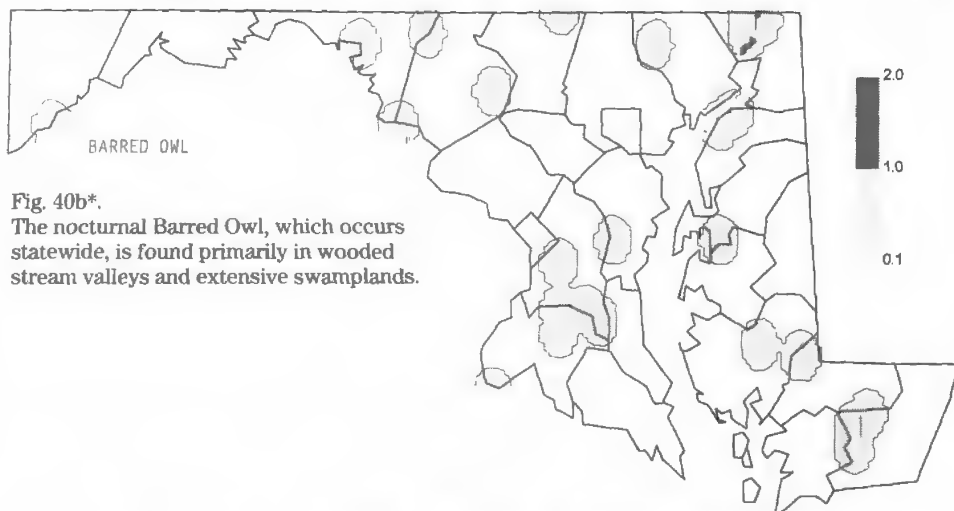 2.0
1.0
0.1
BARRED OWL
Fig. 40b*.
The nocturnal Barred Owl, which occurs
statewide, is found primarily in wooded
stream valleys and extensive swamplands.